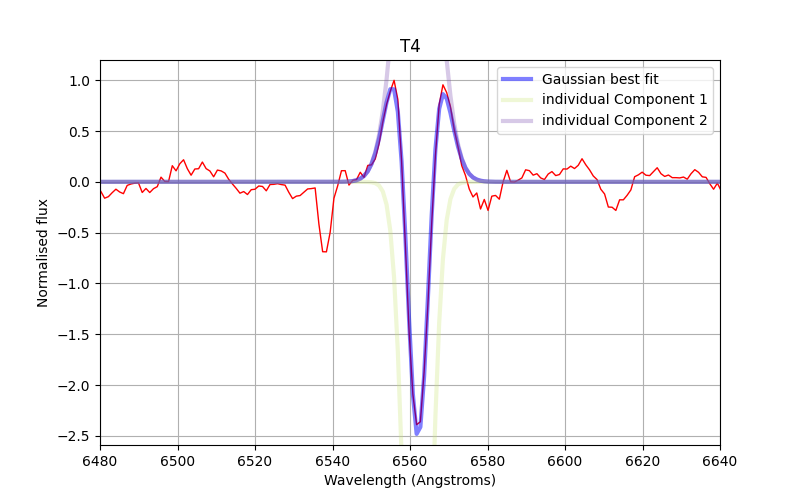 T4
Gaussian best fit
individual Component 1
individual Component 2
1.0
0.5
0.0
−0.5
−1.0
−1.5
−2.0
−2.5
Normalised flux
6480 6500 6520 6540 6560 6580 6600 6620 6640
Wavelength (Angstroms)